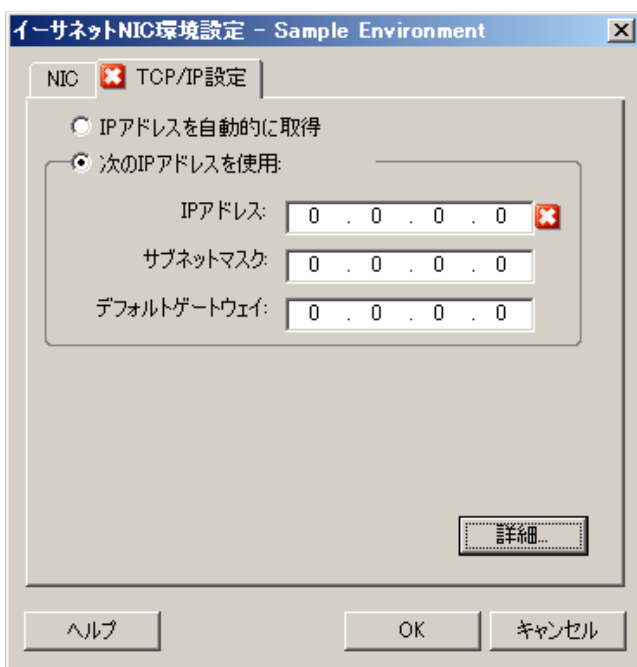 イーサネットNIC環境設定 - Sample Environment
NIC TCP/IP設定
IPアドレスを自動的に取得
次のIPアドレスを使用:
IPアドレス: 0 . 0 . 0 . 0
サブネットマスク: 0 . 0 . 0 . 0
デフォルトゲートウェイ: 0 . 0 . 0 . 0
詳細...
ヘルプ OK キャンセル